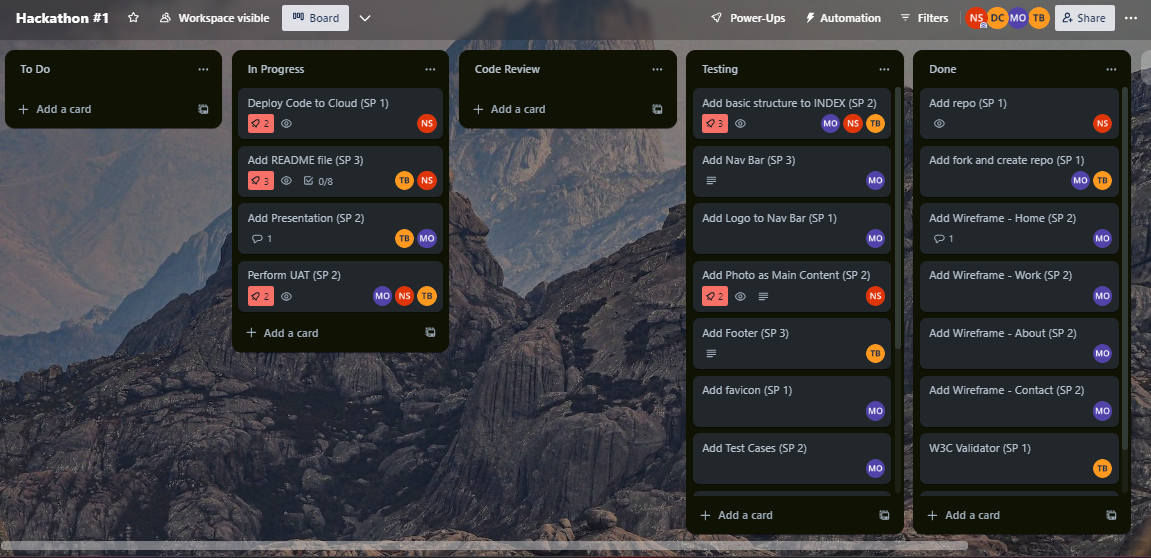 Hackathon #1
Workspace visible
Board
Power-Ups
Automation
Filters
NS
DC
MO
TB
Share
To Do
Add a card
In Progress
Deploy Code to Cloud (SP 1)
2
NS
Add README file (SP 3)
3
0/8
TB
NS
Add Presentation (SP 2)
1
TB
MO
Perform UAT (SP 2)
2
MO
NS
TB
Add a card
Code Review
Add a card
Testing
Add basic structure to INDEX (SP 2)
3
MO
NS
TB
Add Nav Bar (SP 3)
MO
Add Logo to Nav Bar (SP 1)
MO
Add Photo as Main Content (SP 2)
2
NS
Add Footer (SP 3)
TB
Add favicon (SP 1)
MO
Add Test Cases (SP 2)
MO
Add a card
Done
Add repo (SP 1)
NS
Add fork and create repo (SP 1)
MO
TB
Add Wireframe - Home (SP 2)
1
MO
Add Wireframe - Work (SP 2)
MO
Add Wireframe - About (SP 2)
MO
Add Wireframe - Contact (SP 2)
MO
W3C Validator (SP 1)
TB
Add a card